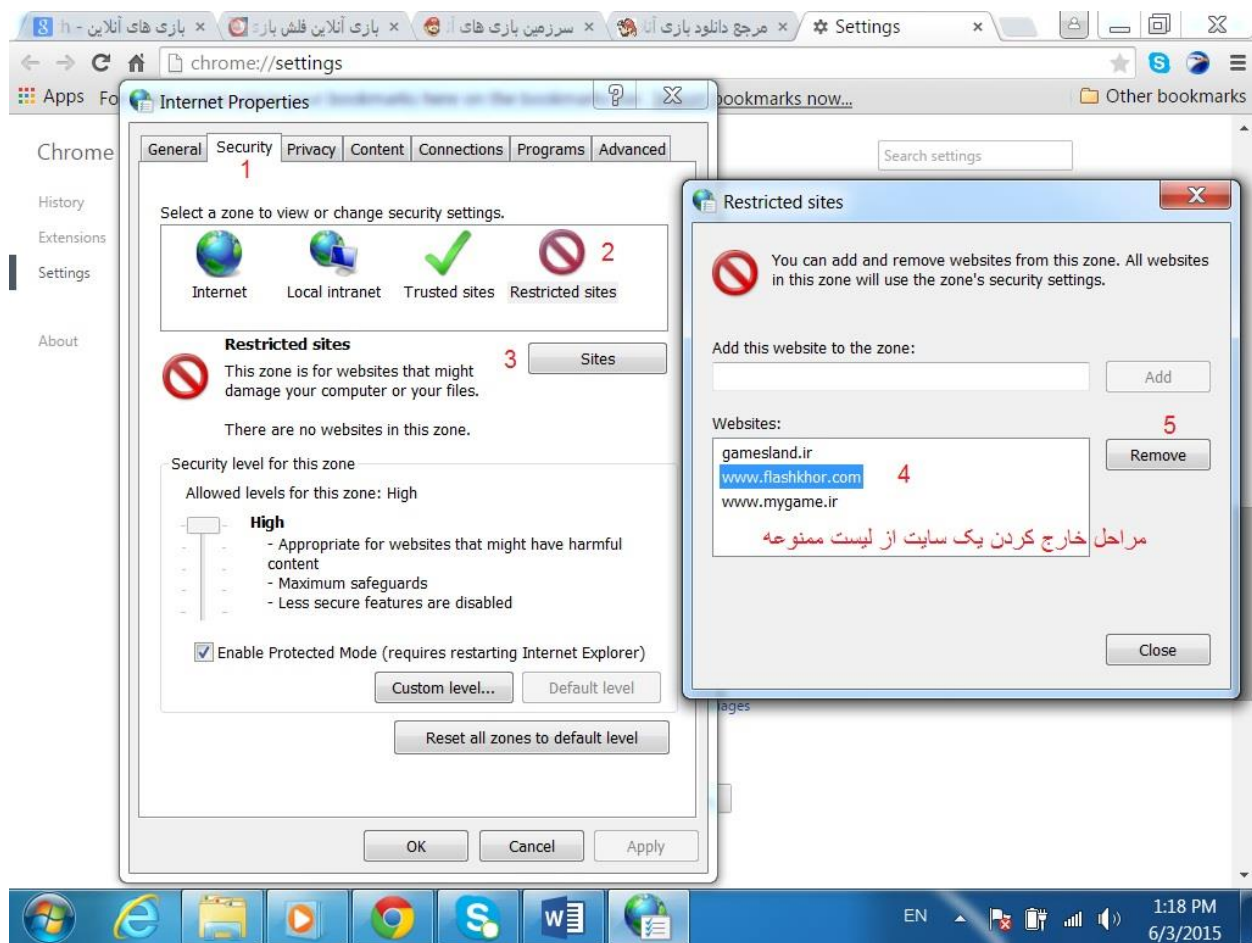 بازی های آنلاین - h
بازی آنلاین فلش بازی
سرزمین بازی های آ
مرجع دانلود بازی آنلا
Settings
chrome://settings
Apps
Fo
bookmarks now...
Other bookmarks
Chrome
History
Extensions
Settings
About
Search settings
Internet Properties
General Security Privacy Content Connections Programs Advanced
1
Select a zone to view or change security settings.
2
Internet Local intranet Trusted sites Restricted sites
Restricted sites
3 Sites
This zone is for websites that might
damage your computer or your files.
There are no websites in this zone.
Security level for this zone
Allowed levels for this zone: High
High
- Appropriate for websites that might have harmful
content
- Maximum safeguards
- Less secure features are disabled
Enable Protected Mode (requires restarting Internet Explorer)
Custom level... Default level
Reset all zones to default level
OK Cancel Apply
Restricted sites
You can add and remove websites from this zone. All websites
in this zone will use the zone's security settings.
Add this website to the zone:
Add
Websites:
5
gamesland.ir
Remove
www.flashkhor.com 4
www.mygame.ir
مراحل خارج کردن یک سایت از لیست ممنوعه
Close
ages
EN
1:18 PM
6/3/2015